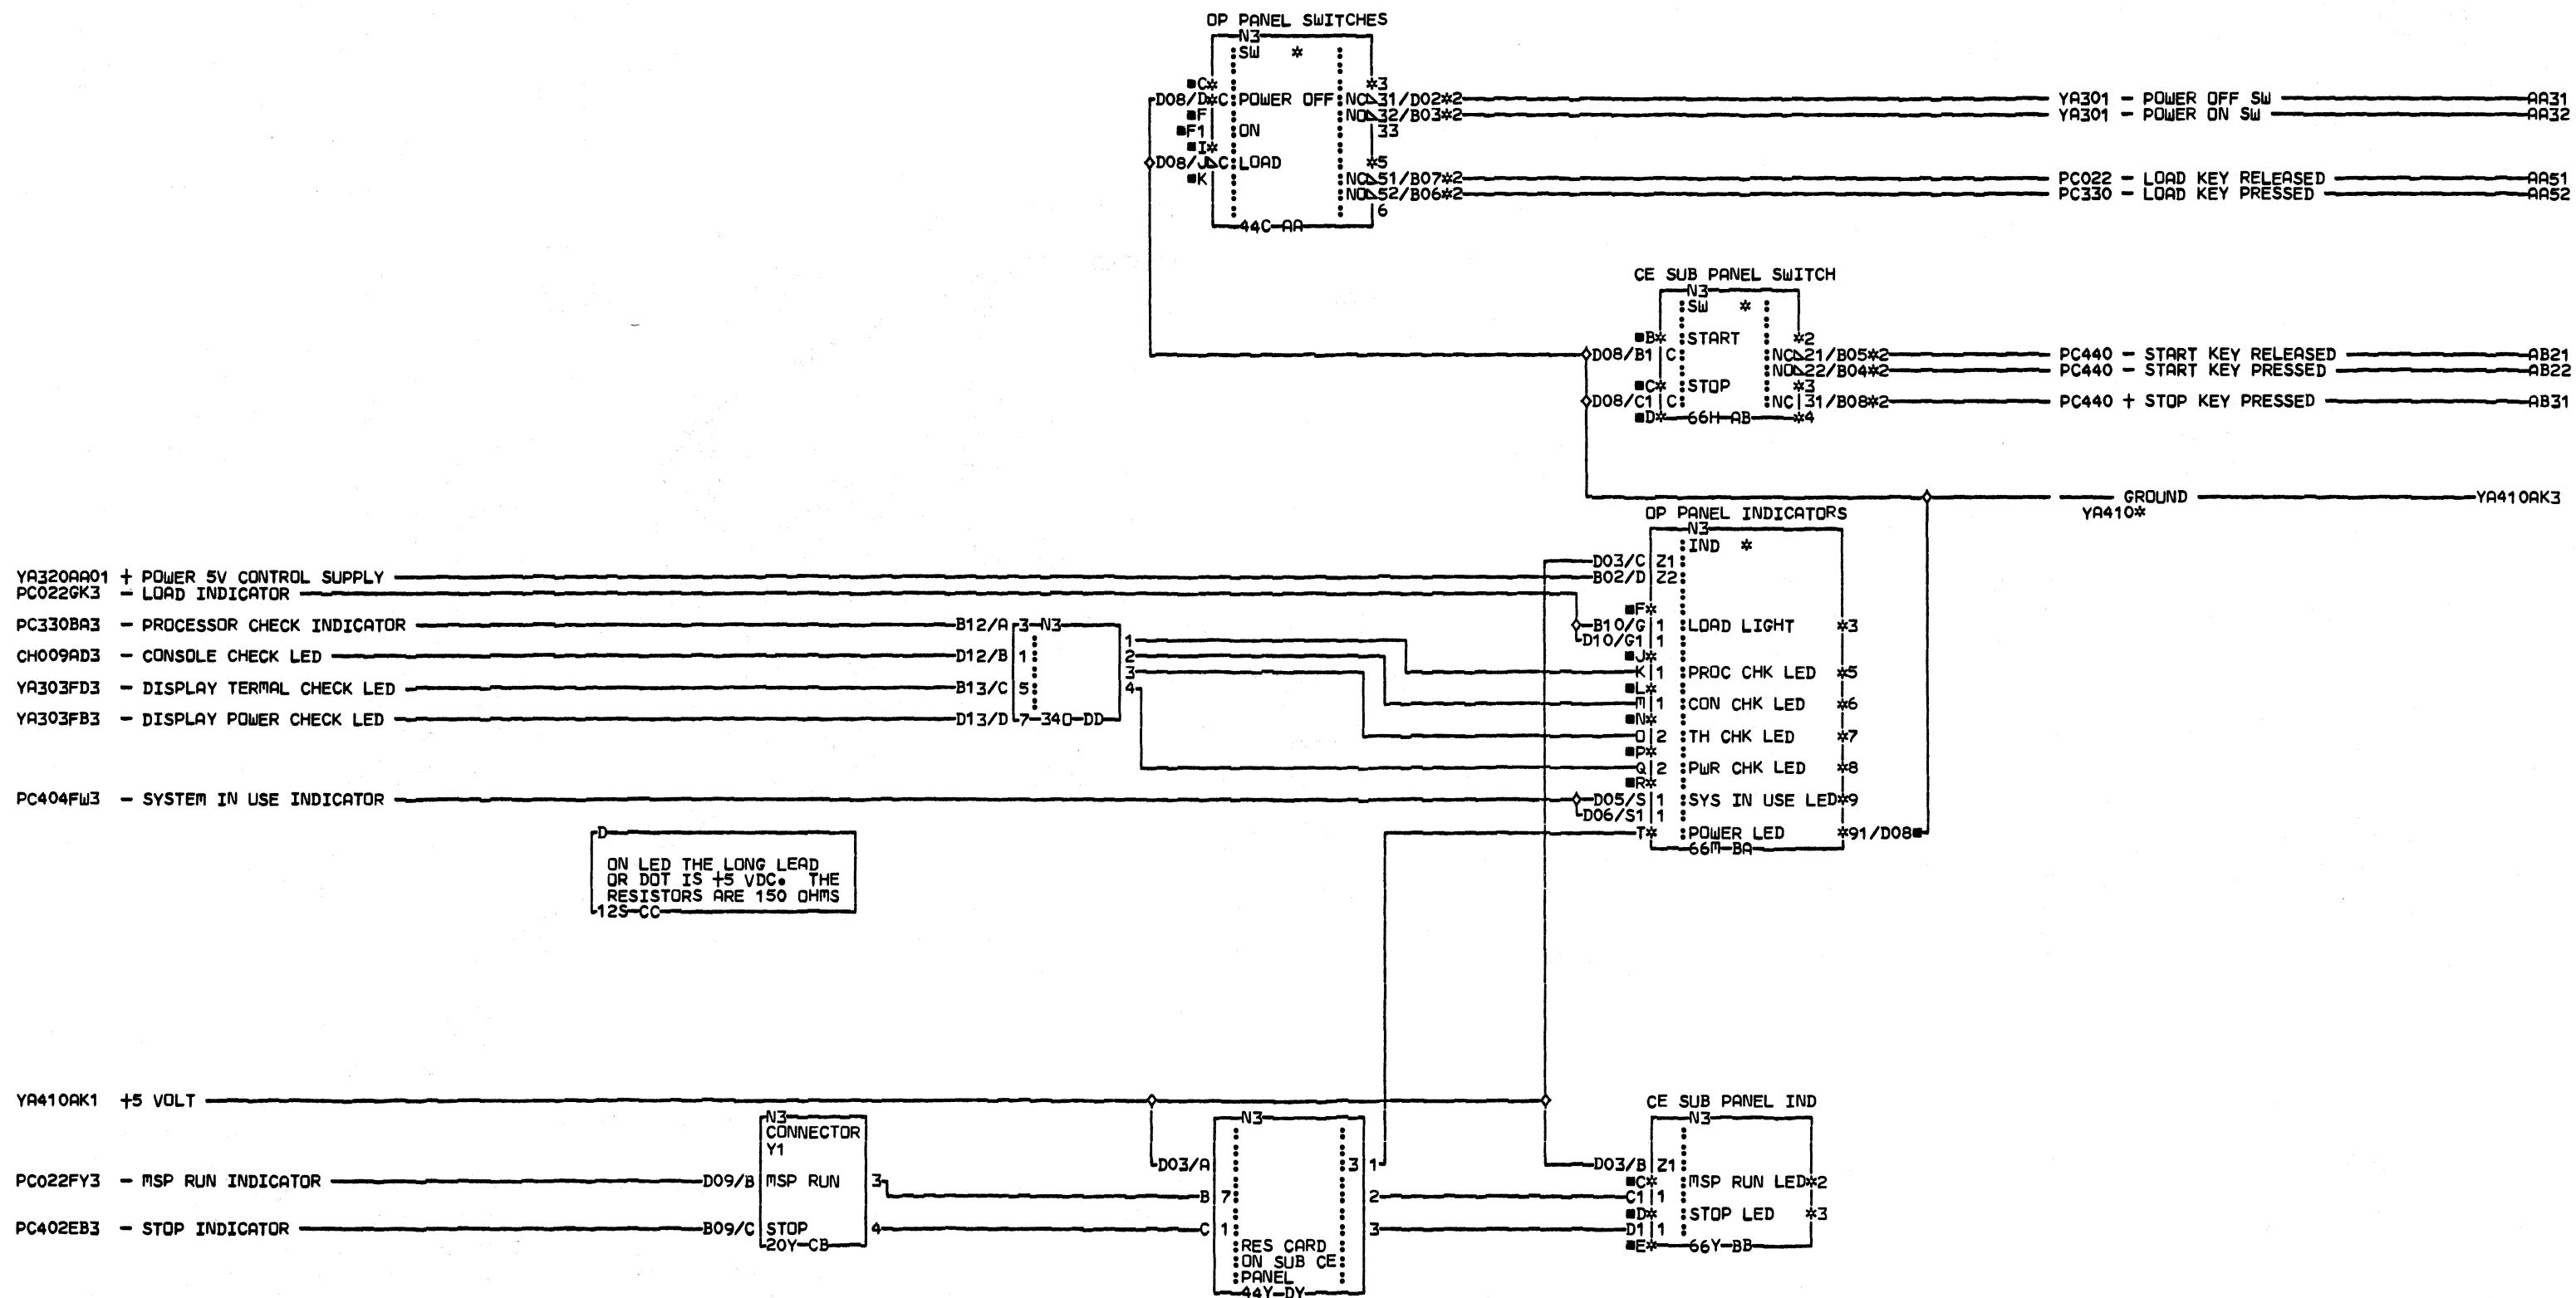 OP PANEL SWITCHES
N3
SW *
■C* *3
D08/D*C POWER OFF NC 31/D02*2 YA301 - POWER OFF SW AA31
■F NO 32/B03*2 YA301 - POWER ON SW AA32
■F1 ON 33
■I*
D08/J C LOAD *5
■K NC 51/B07*2 PC022 - LOAD KEY RELEASED AA51
NO 52/B06*2 PC330 - LOAD KEY PRESSED AA52
6
44C-AA
CE SUB PANEL SWITCH
N3
SW *
■B* START *2
D08/B1 C NC 21/B05*2 PC440 - START KEY RELEASED AB21
NO 22/B04*2 PC440 - START KEY PRESSED AB22
■C* STOP *3
D08/C1 C NC 31/B08*2 PC440 + STOP KEY PRESSED AB31
■D* 66H-AB *4
GROUND YA410AK3
YA410*
OP PANEL INDICATORS
N3
IND *
D03/C Z1
YA320AA01 + POWER 5V CONTROL SUPPLY B02/D Z2
PC022GK3 - LOAD INDICATOR
■F*
PC330BA3 - PROCESSOR CHECK INDICATOR B12/A 3 N3 B10/G 1 LOAD LIGHT *3
1 D10/G1 1
CH009AD3 - CONSOLE CHECK LED D12/B 1 2 ■J*
3 K 1 PROC CHK LED *5
YA303FD3 - DISPLAY TERMAL CHECK LED B13/C 5 4 ■L*
M 1 CON CHK LED *6
YA303FB3 - DISPLAY POWER CHECK LED D13/D 7 340-DD ■N*
O 2 TH CHK LED *7
■P*
Q 2 PWR CHK LED *8
■R*
PC404FW3 - SYSTEM IN USE INDICATOR D05/S 1 SYS IN USE LED *9
D06/S1 1
T* POWER LED *91/D08■
66M-BA
D
ON LED THE LONG LEAD
OR DOT IS +5 VDC. THE
RESISTORS ARE 150 OHMS
12S-CC
YA410AK1 +5 VOLT
N3 N3 CE SUB PANEL IND
CONNECTOR N3
Y1
D03/A 3 1 D03/B Z1
PC022FY3 - MSP RUN INDICATOR D09/B MSP RUN 3 ■C* MSP RUN LED *2
B 7 2 C1 1
■D* STOP LED *3
PC402EB3 - STOP INDICATOR B09/C STOP 4 C 1 3 D1 1
20Y-CB RES CARD ■E* 66Y-BB
ON SUB CE
PANEL
44Y-DY